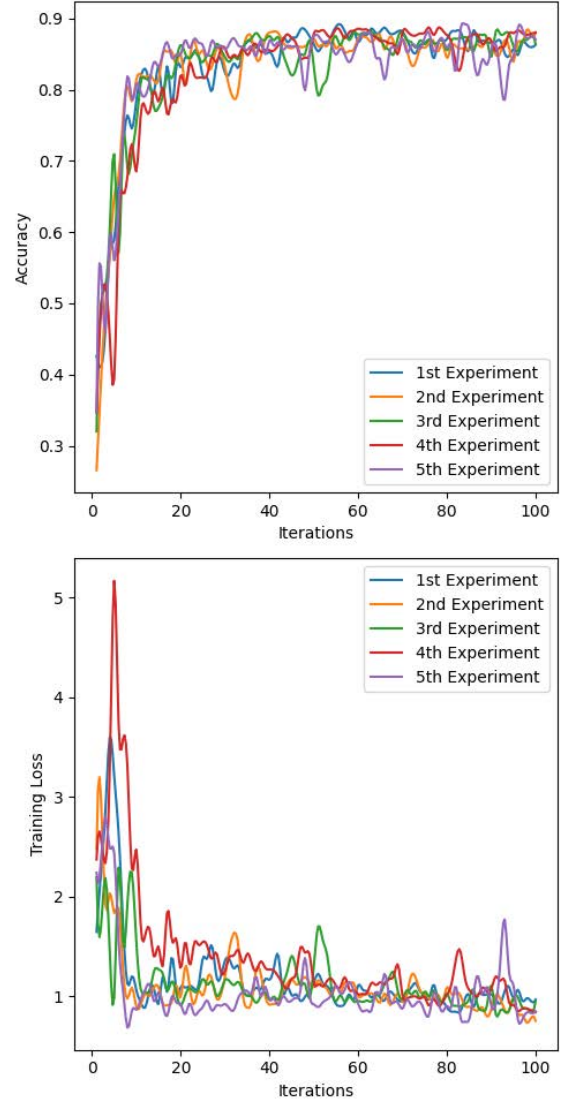 0.9
0.8
0.7
0.6
0.5
0.4
0.3
Accuracy
1st Experiment
2nd Experiment
3rd Experiment
4th Experiment
5th Experiment
0 20 40 60 80 100
Iterations
5
4
3
2
1
Training Loss
1st Experiment
2nd Experiment
3rd Experiment
4th Experiment
5th Experiment
0 20 40 60 80 100
Iterations